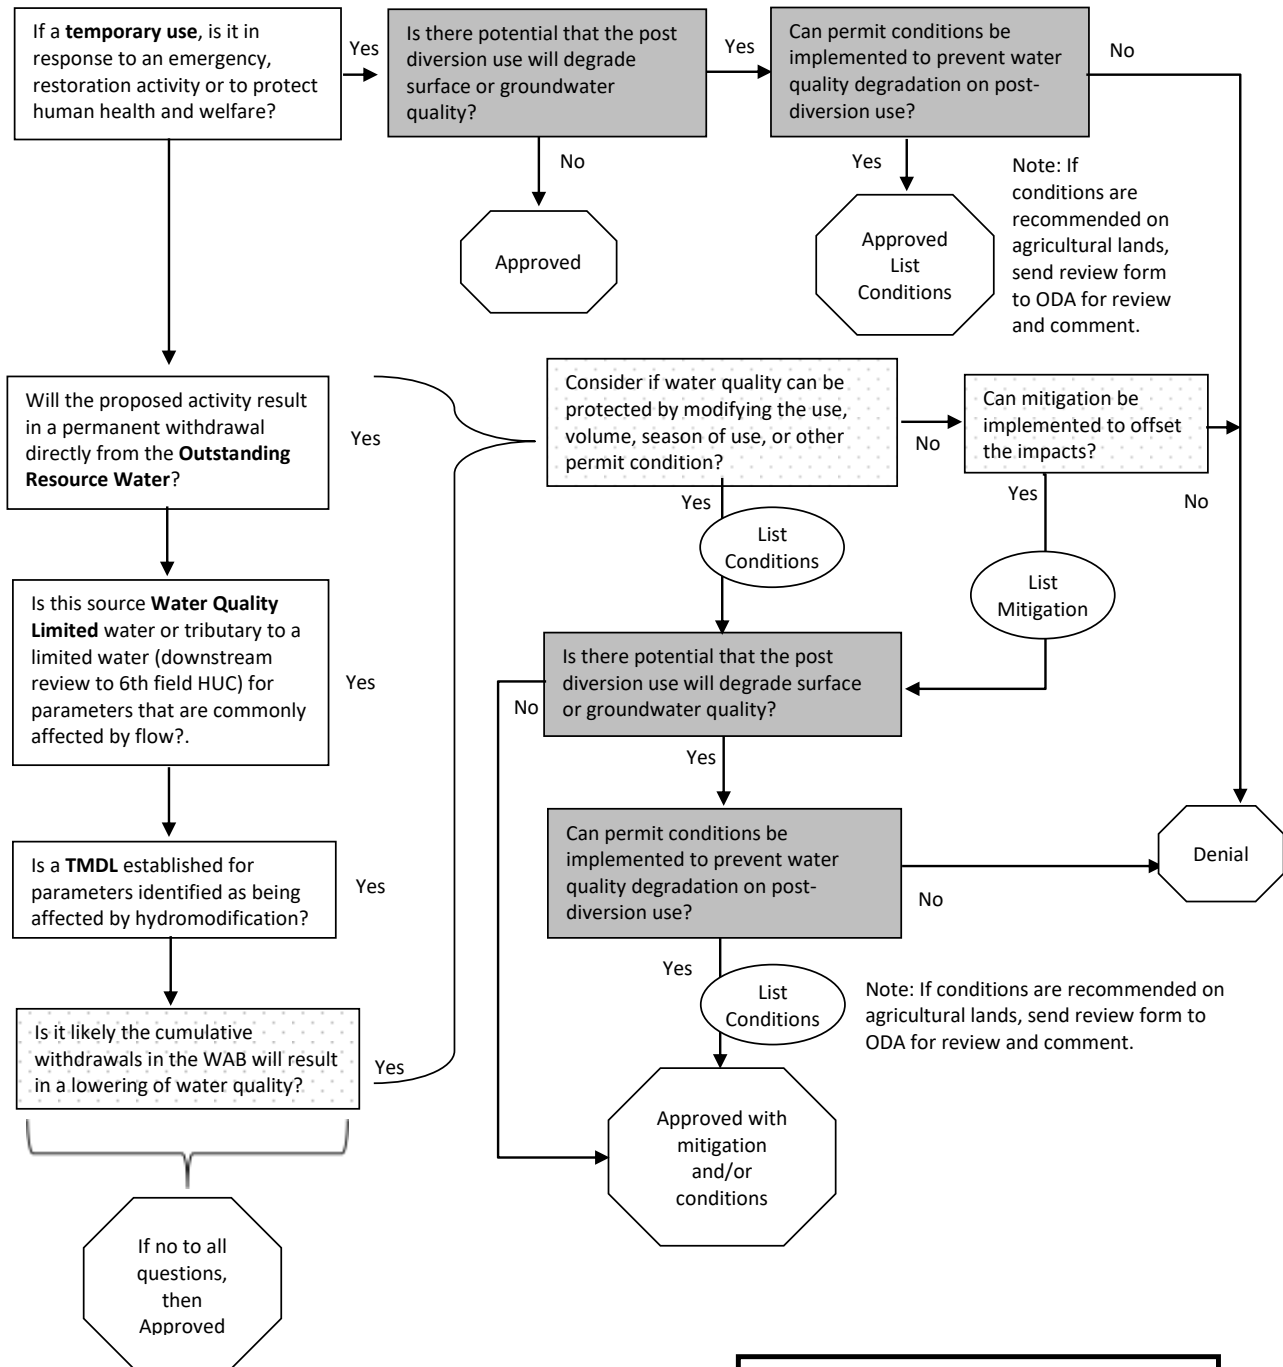 If a temporary use, is it in
response to an emergency,
restoration activity or to protect
human health and welfare?
Yes
Is there potential that the post
diversion use will degrade
surface or groundwater
quality?
Yes
Can permit conditions be
implemented to prevent water
quality degradation on post-
diversion use?
No
No
Approved
Yes
Approved
List
Conditions
Note: If
conditions are
recommended on
agricultural lands,
send review form
to ODA for review
and comment.
Will the proposed activity result
in a permanent withdrawal
directly from the Outstanding
Resource Water?
Yes
Consider if water quality can be
protected by modifying the use,
volume, season of use, or other
permit condition?
No
Can mitigation be
implemented to offset
the impacts?
No
Yes
List
Conditions
Yes
List
Mitigation
Is this source Water Quality
Limited water or tributary to a
limited water (downstream
review to 6th field HUC) for
parameters that are commonly
affected by flow?.
Yes
Is there potential that the post
diversion use will degrade surface
or groundwater quality?
No
Yes
Is a TMDL established for
parameters identified as being
affected by hydromodification?
Yes
Can permit conditions be
implemented to prevent water
quality degradation on post-
diversion use?
No
Denial
Yes
List
Conditions
Note: If conditions are recommended on
agricultural lands, send review form to
ODA for review and comment.
Is it likely the cumulative
withdrawals in the WAB will result
in a lowering of water quality?
Yes
Approved with
mitigation
and/or
conditions
If no to all
questions,
then
Approved